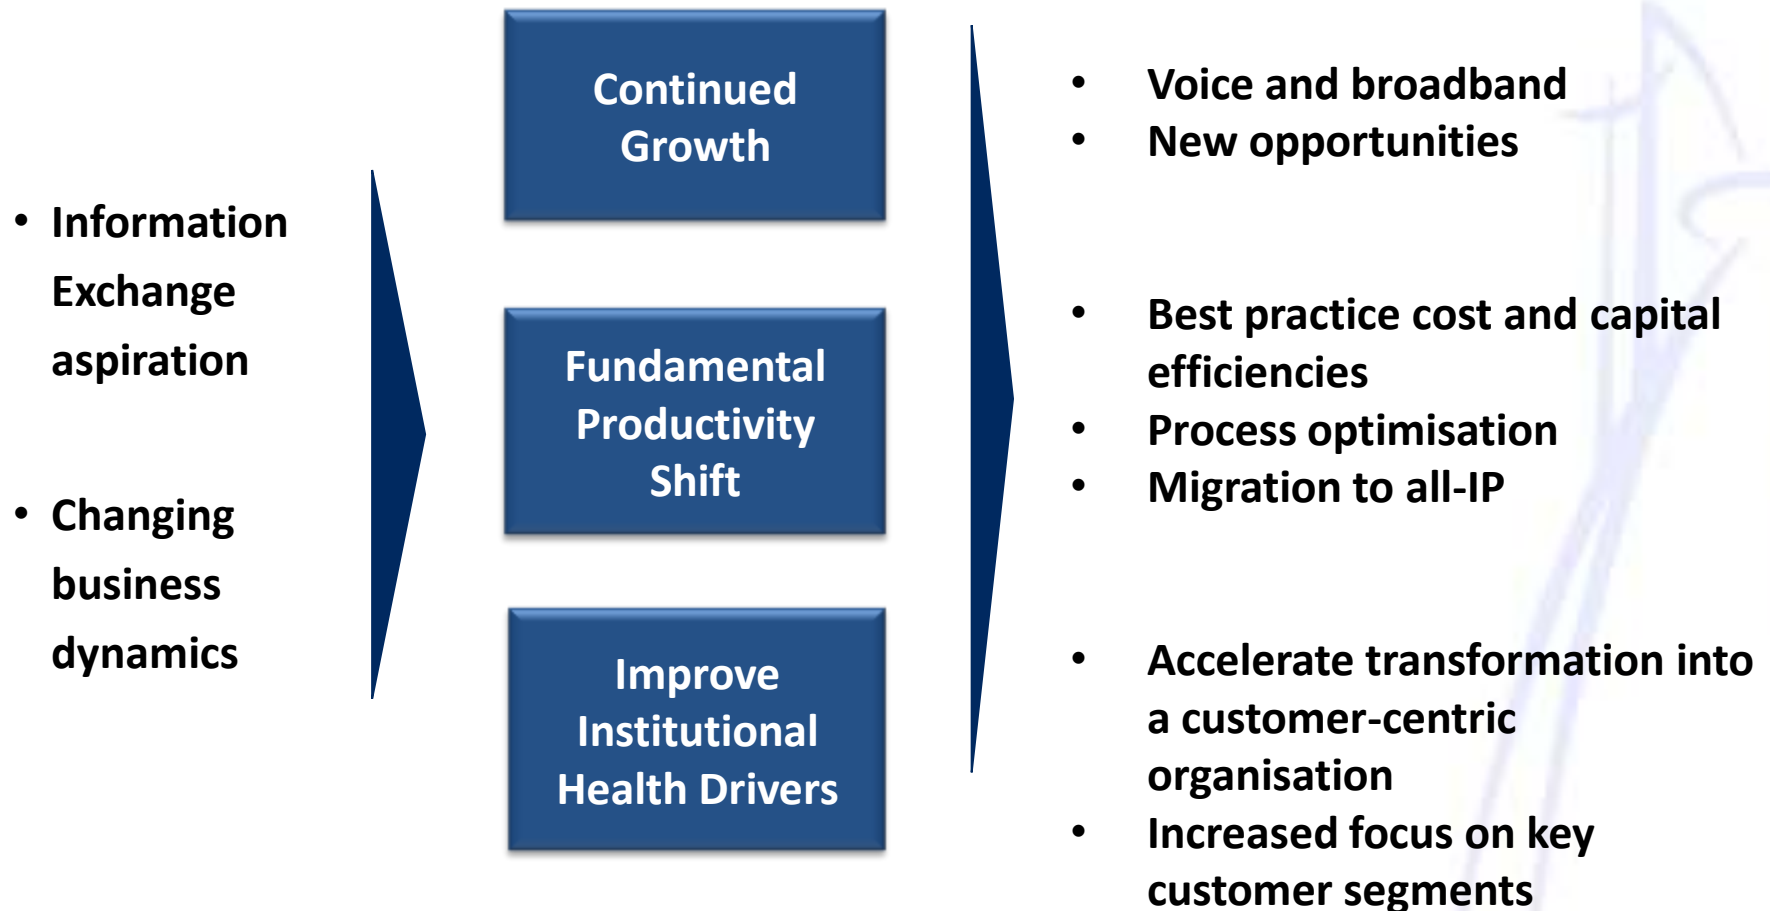 • Information
Exchange
aspiration
• Changing
business
dynamics
Continued
Growth
Fundamental
Productivity
Shift
Improve
Institutional
Health Drivers
• Voice and broadband
• New opportunities
• Best practice cost and capital
efficiencies
• Process optimisation
• Migration to all-IP
• Accelerate transformation into
a customer-centric
organisation
• Increased focus on key
customer segments